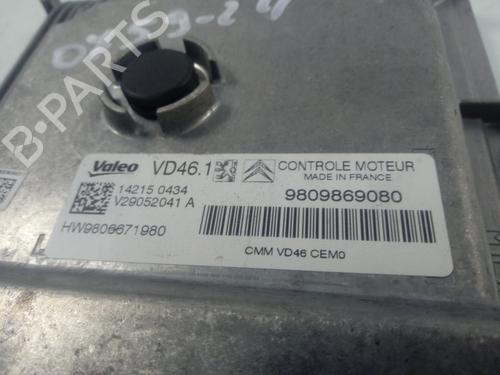 B-PARTS
Valeo VD46.1 CONTROLE MOTEUR
MADE IN FRANCE
14215 0434
V29052041 A
9809869080
HW9806671980
CMM VD46 CEM0